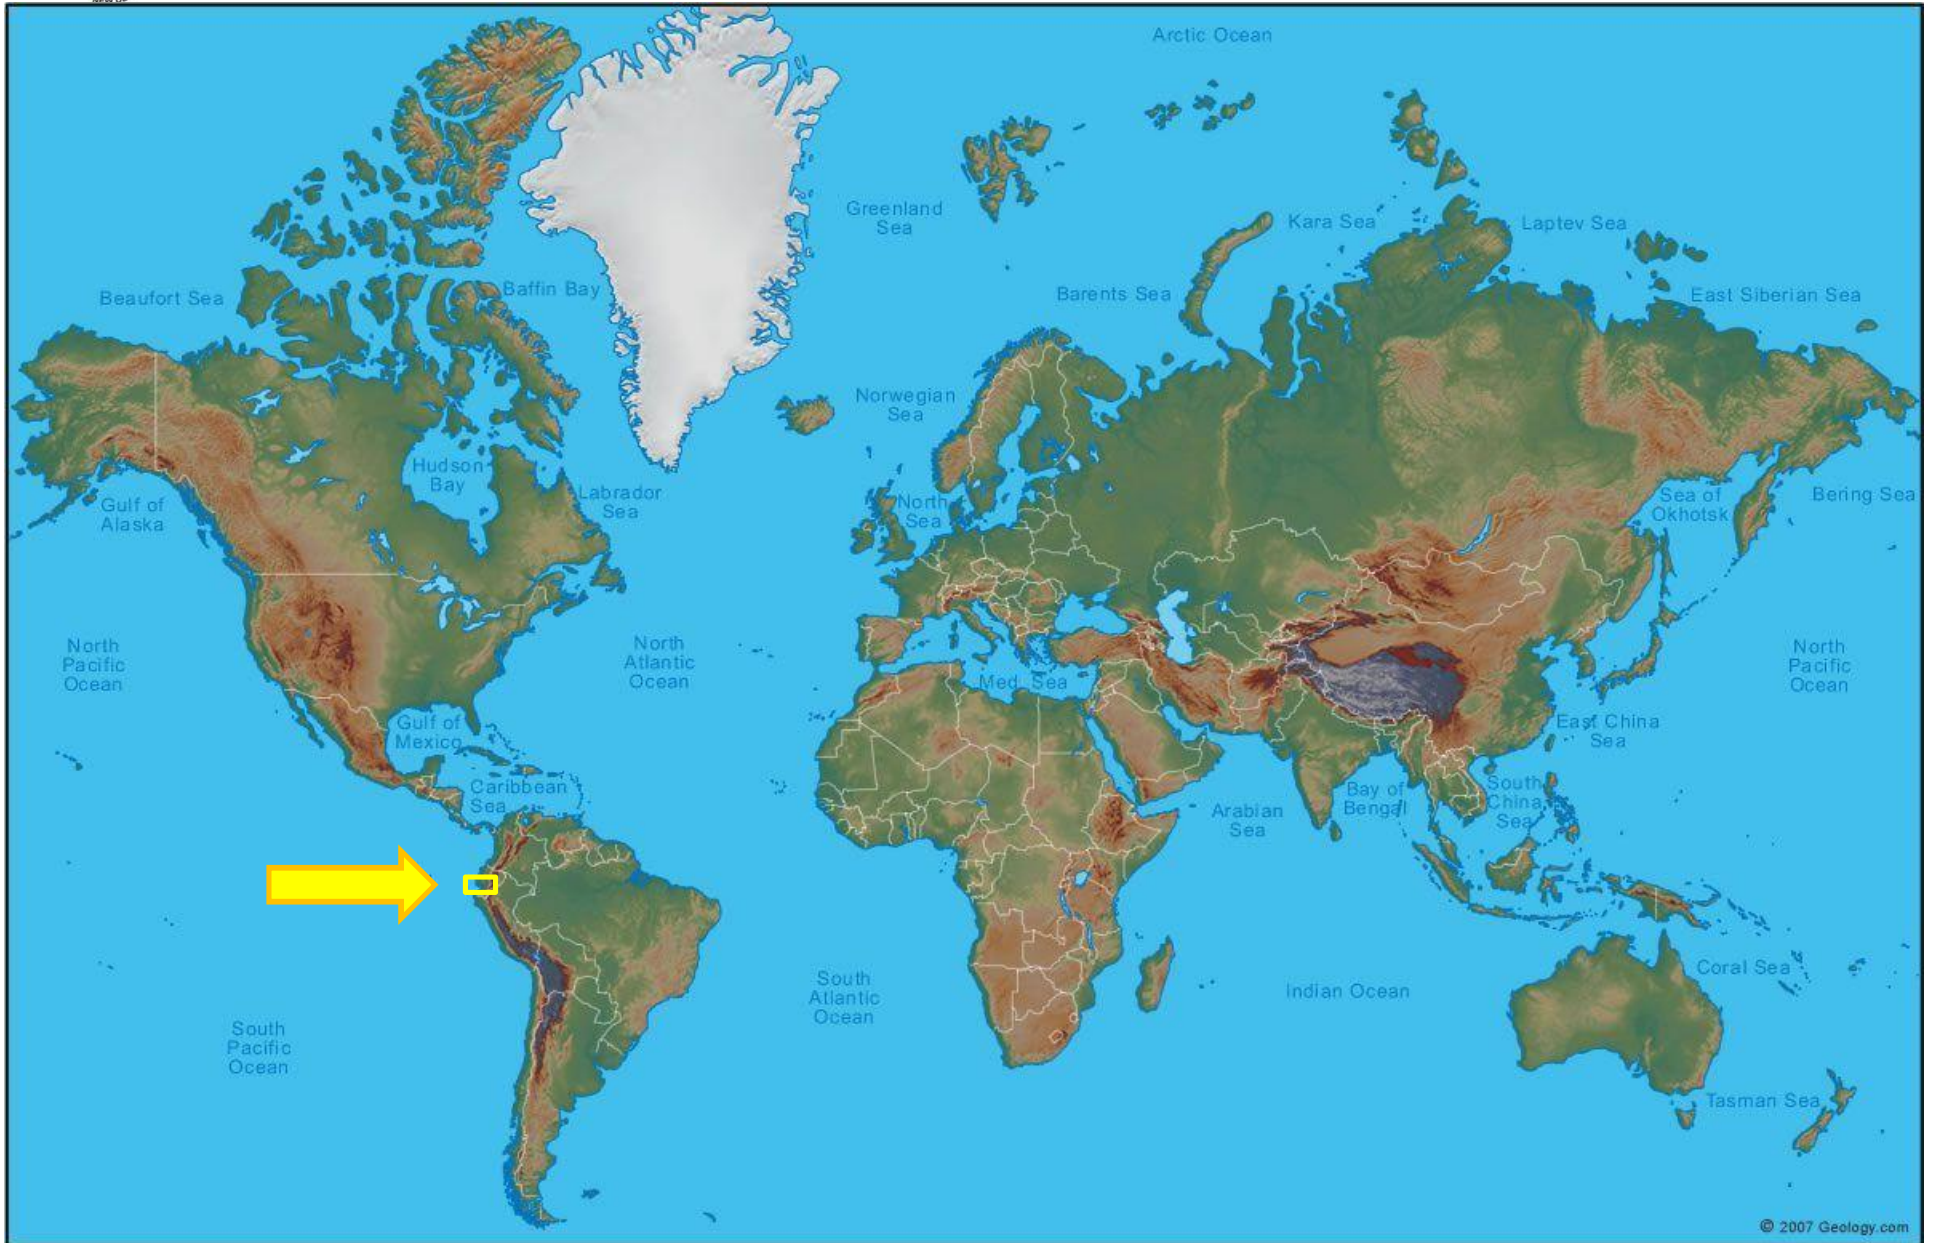 Arctic Ocean
Greenland
Sea
Kara Sea
Laptev Sea
Beaufort Sea
Baffin Bay
Barents Sea
East Siberian Sea
Norwegian
Sea
Hudson
Bay
Labrador
Sea
Gulf of
Alaska
North
Sea
Sea of
Okhotsk
Bering Sea
North
Pacific
Ocean
North
Atlantic
Ocean
Med. Sea
North
Pacific
Ocean
Gulf of
Mexico
East China
Sea
Caribbean
Sea
Arabian
Sea
Bay of
Bengal
South
China
Sea
South
Atlantic
Ocean
Indian Ocean
Coral Sea
South
Pacific
Ocean
Tasman Sea
© 2007 Geology.com